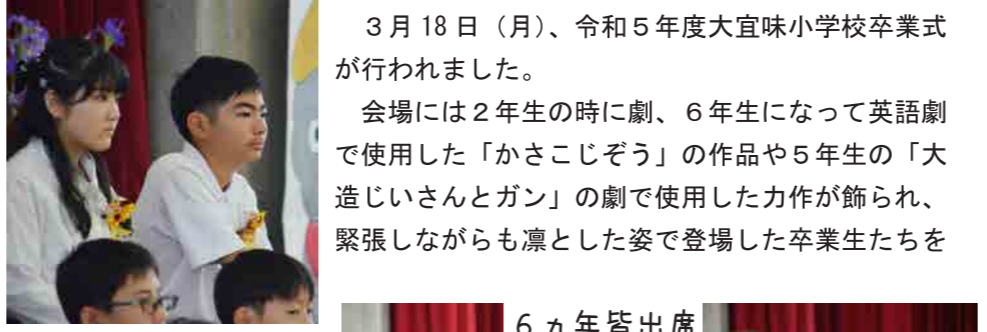 ３月 18 日（月）、令和５年度大宜味小学校卒業式
が行われました。
会場には２年生の時に劇、６年生になって英語劇
で使用した「かさこじぞう」の作品や５年生の「大
造じいさんとガン」の劇で使用した力作が飾られ、
緊張しながらも凛とした姿で登場した卒業生たちを
６ヵ年皆出席